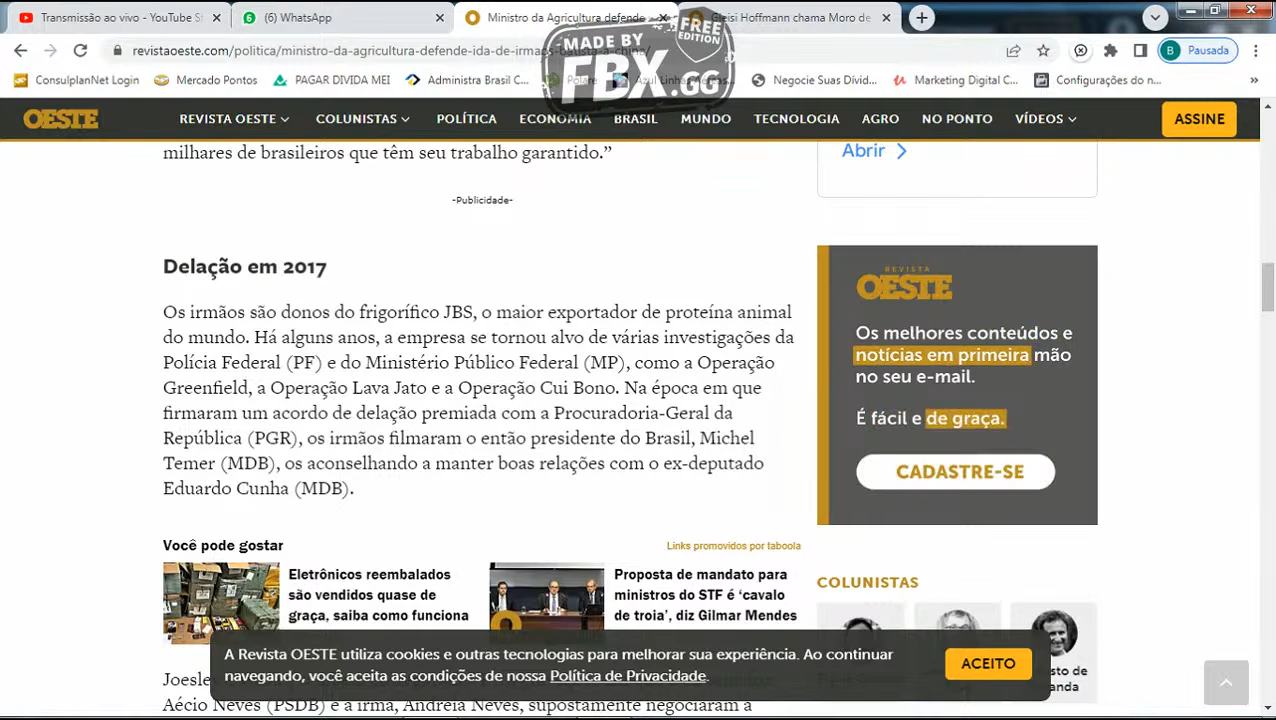 Transmissão ao vivo - YouTube S
(6) WhatsApp
Ministro da Agricultura defende
Gleisi Hoffmann chama Moro de
revistaoeste.com/politica/ministro-da-agricultura-defende-ida-de-irmaos-batista-a-china/
B Pausada
ConsulplanNet Login
Mercado Pontos
PAGAR DIVIDA MEI
Administra Brasil C...
Azul Linhas Aéreas...
Negocie Suas Dívid...
Marketing Digital C...
Configurações do n...
MADE BY
FREE
EDITION
FBX.GG
OESTE
REVISTA OESTE
COLUNISTAS
POLÍTICA
ECONOMIA
BRASIL
MUNDO
TECNOLOGIA
AGRO
NO PONTO
VÍDEOS
ASSINE
milhares de brasileiros que têm seu trabalho garantido.”
-Publicidade-
Delação em 2017
Os irmãos são donos do frigorífico JBS, o maior exportador de proteína animal
do mundo. Há alguns anos, a empresa se tornou alvo de várias investigações da
Polícia Federal (PF) e do Ministério Público Federal (MP), como a Operação
Greenfield, a Operação Lava Jato e a Operação Cui Bono. Na época em que
firmaram um acordo de delação premiada com a Procuradoria-Geral da
República (PGR), os irmãos filmaram o então presidente do Brasil, Michel
Temer (MDB), os aconselhando a manter boas relações com o ex-deputado
Eduardo Cunha (MDB).
Você pode gostar
Links promovidos por taboola
Eletrônicos reembalados
são vendidos quase de
graça, saiba como funciona
Proposta de mandato para
ministros do STF é ‘cavalo
de troia’, diz Gilmar Mendes
Abrir
REVISTA
OESTE
Os melhores conteúdos e
notícias em primeira mão
no seu e-mail.
É fácil e de graça.
CADASTRE-SE
COLUNISTAS
A Revista OESTE utiliza cookies e outras tecnologias para melhorar sua experiência. Ao continuar
navegando, você aceita as condições de nossa Política de Privacidade.
ACEITO
Aécio Neves (PSDB) e a irmã, Andreia Neves, supostamente negociaram a